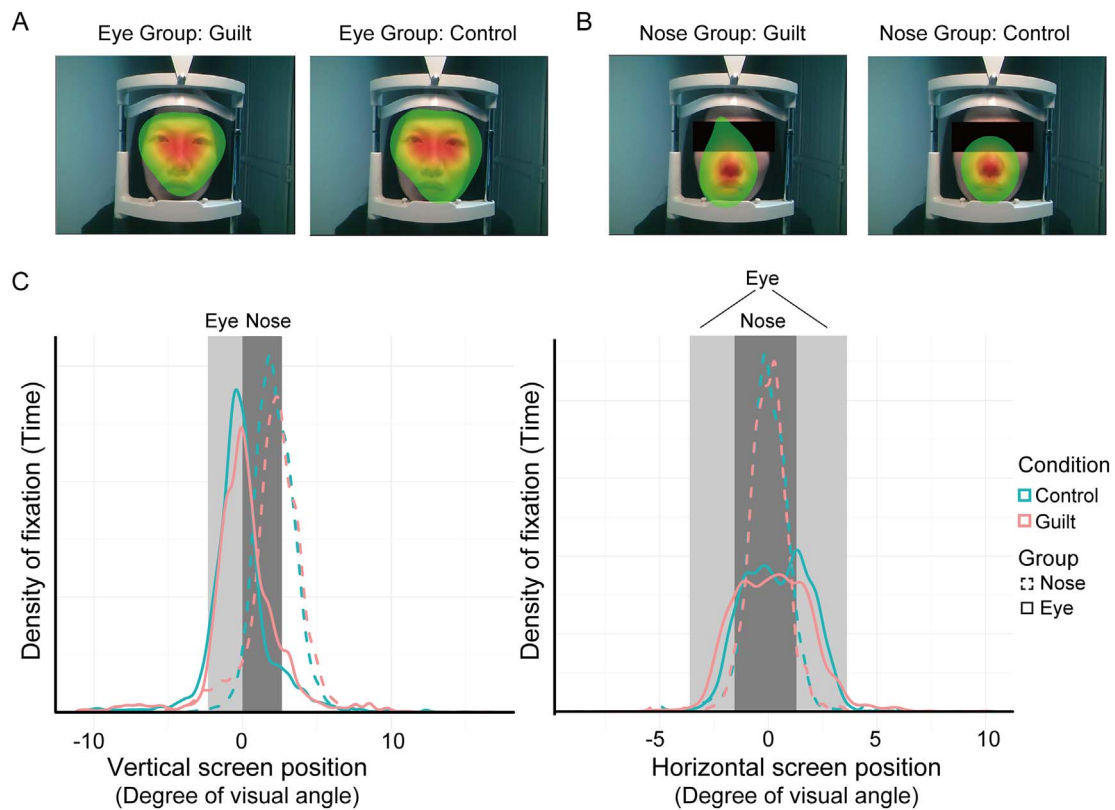 A
Eye Group: Guilt
Eye Group: Control
B
Nose Group: Guilt
Nose Group: Control
C
Eye Nose
Density of fixation (Time)
-10
0
10
Vertical screen position
(Degree of visual angle)
Eye
Nose
Density of fixation (Time)
-5
0
5
10
Horizontal screen position
(Degree of visual angle)
Condition
Control
Guilt
Group
Nose
Eye